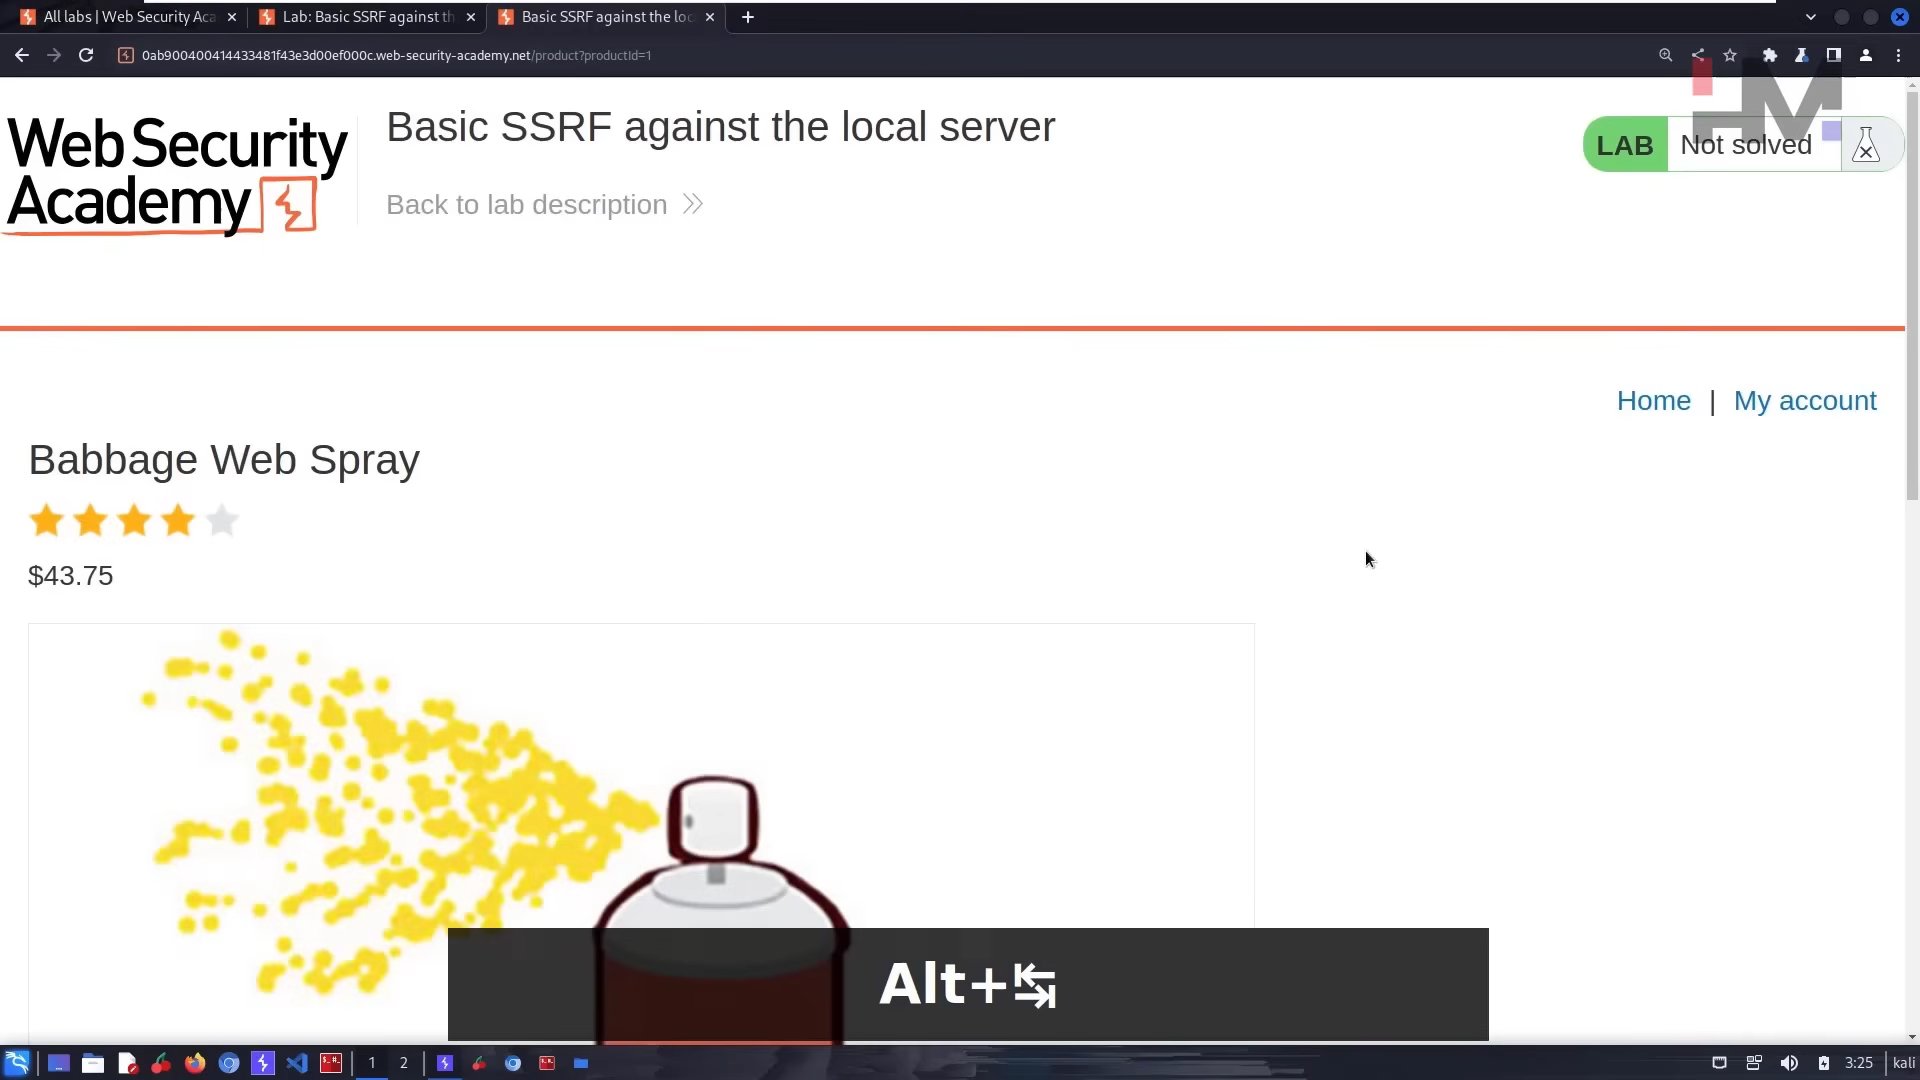 All labs | Web Security Aca
Lab: Basic SSRF against th
Basic SSRF against the loc
0ab900400414433481f43e3d00ef000c.web-security-academy.net/product?productId=1
Web Security
Academy
Basic SSRF against the local server
Back to lab description
LAB
Not solved
Home | My account
Babbage Web Spray
$43.75
Alt+↹
1
2
3:25
kali